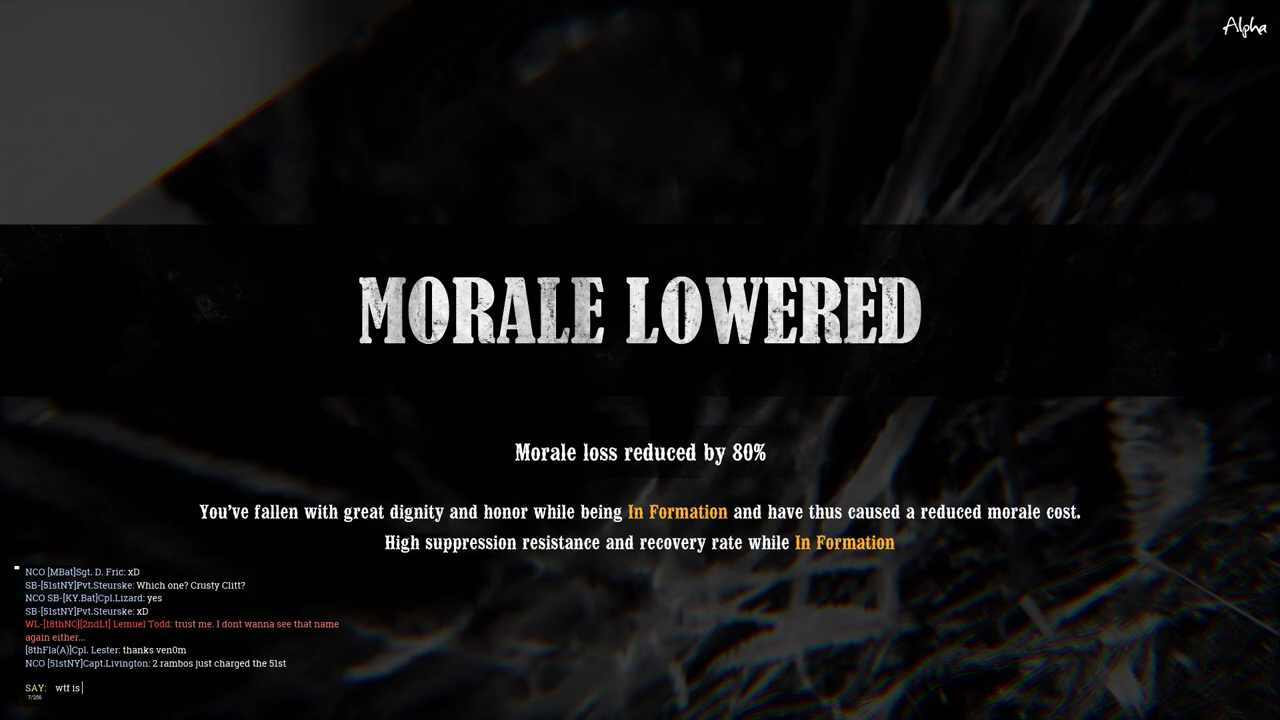 Alpha
MORALE LOWERED
Morale loss reduced by 80%
You've fallen with great dignity and honor while being In Formation and have thus caused a reduced morale cost.
High suppression resistance and recovery rate while In Formation
NCO [MBat]Sgt. D. Fric: xD
SB-[51stNY]Pvt.Steurske: Which one? Crusty Clitt?
NCO SB-[KY.Bat]Cpl.Lizard: yes
SB-[51stNY]Pvt.Steurske: xD
WL-[18thNC][2ndLt] Lemuel Todd: trust me. I dont wanna see that name
again either...
[8thFla(A)]Cpl. Lester: thanks ven0m
NCO [51stNY]Capt.Livington: 2 rambos just charged the 51st
SAY: wtf is
7/256